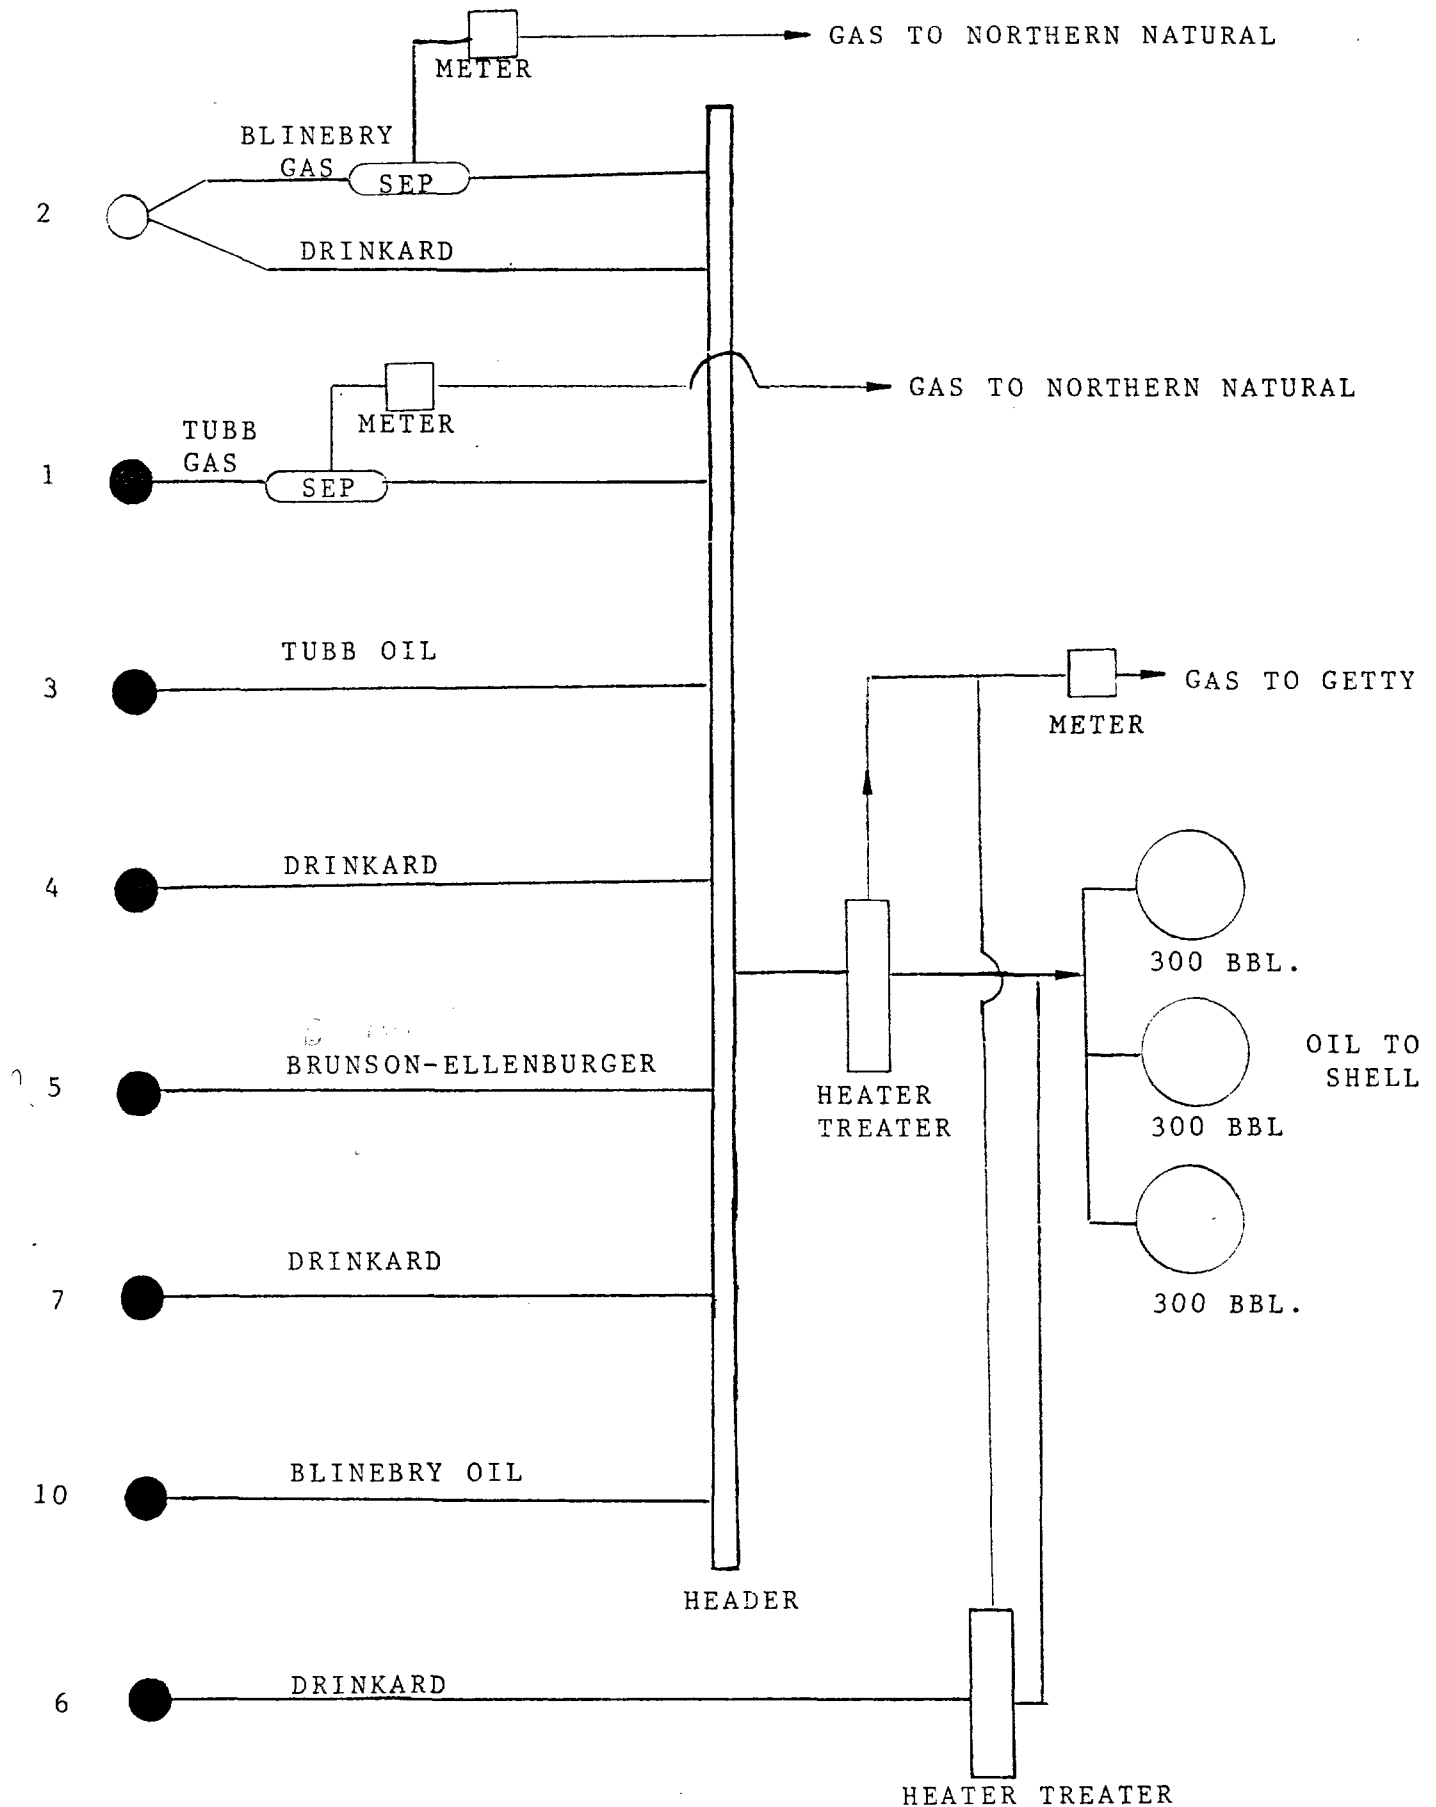 GAS TO NORTHERN NATURAL
METER
BLINEBRY
GAS
SEP
2
DRINKARD
GAS TO NORTHERN NATURAL
METER
TUBB
GAS
1
SEP
TUBB OIL
3
GAS TO GETTY
METER
DRINKARD
4
300 BBL.
BRUNSON-ELLENBURGER
5
OIL TO
SHELL
HEATER
TREATER
300 BBL
DRINKARD
7
300 BBL.
BLINEBRY OIL
10
HEADER
DRINKARD
6
HEATER TREATER